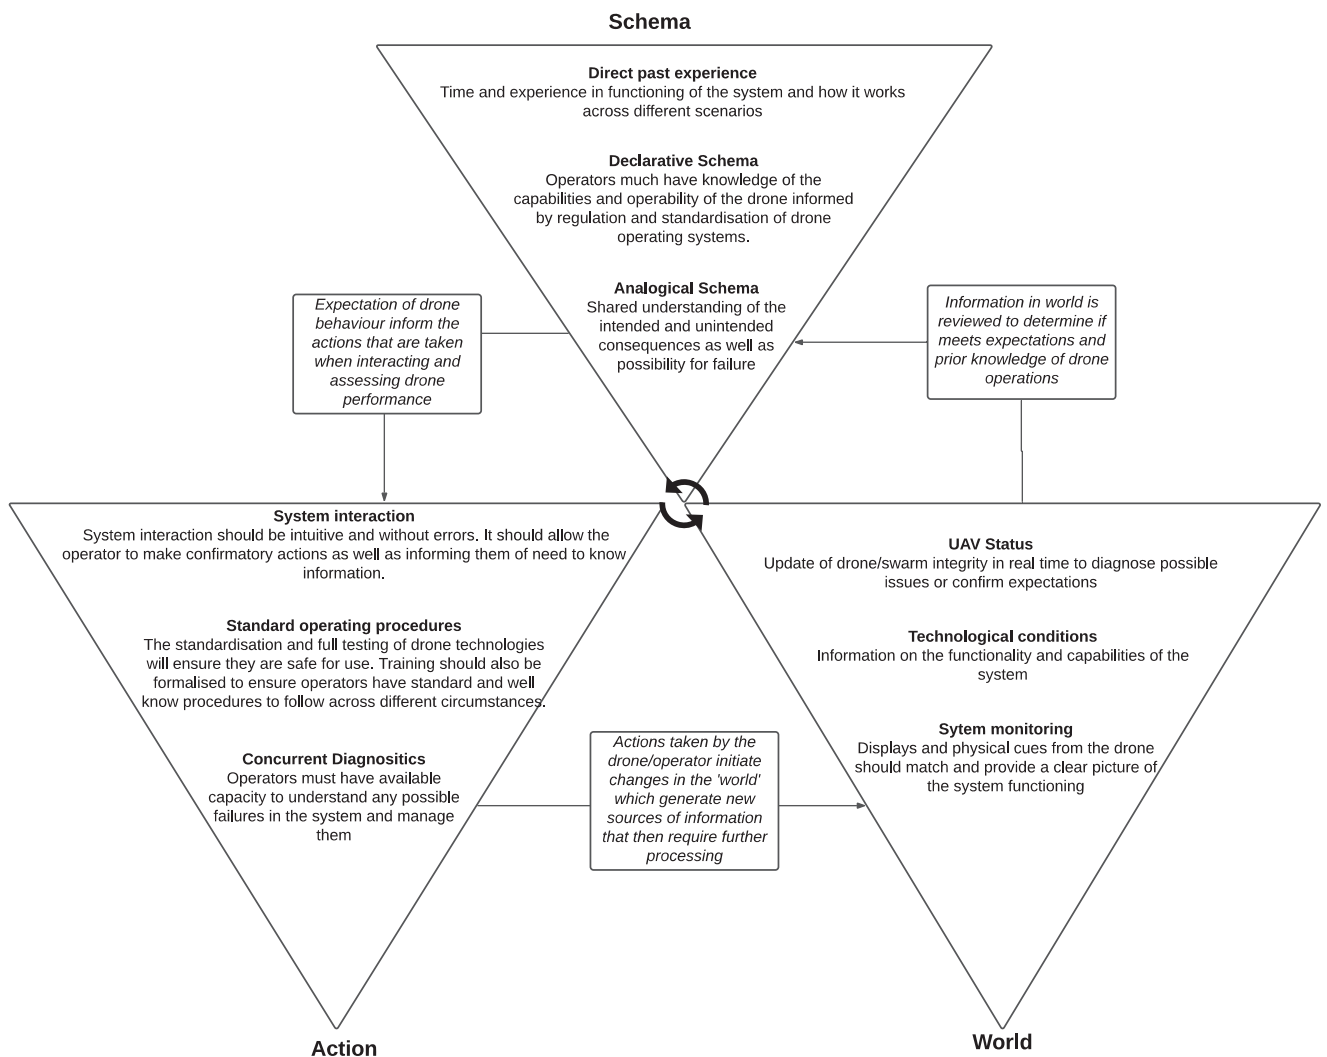 Schema
Direct past experience
Time and experience in functioning of the system and how it works
across different scenarios
Declarative Schema
Operators much have knowledge of the
capabilities and operability of the drone informed
by regulation and standardisation of drone
operating systems.
Analogical Schema
Shared understanding of the
intended and unintended
consequences as well as
possibility for failure
Expectation of drone
behaviour inform the
actions that are taken
when interacting and
assessing drone
performance
Information in world is
reviewed to determine if
meets expectations and
prior knowledge of drone
operations
System interaction
System interaction should be intuitive and without errors. It should allow the
operator to make confirmatory actions as well as informing them of need to know
information.
Standard operating procedures
The standardisation and full testing of drone technologies
will ensure they are safe for use. Training should also be
formalised to ensure operators have standard and well
know procedures to follow across different circumstances.
Concurrent Diagnositics
Operators must have available
capacity to understand any possible
failures in the system and manage
them
Actions taken by the
drone/operator initiate
changes in the 'world'
which generate new
sources of information
that then require further
processing
UAV Status
Update of drone/swarm integrity in real time to diagnose possible
issues or confirm expectations
Technological conditions
Information on the functionality and capabilities of the
system
Sytem monitoring
Displays and physical cues from the drone
should match and provide a clear picture of
the system functioning
Action
World